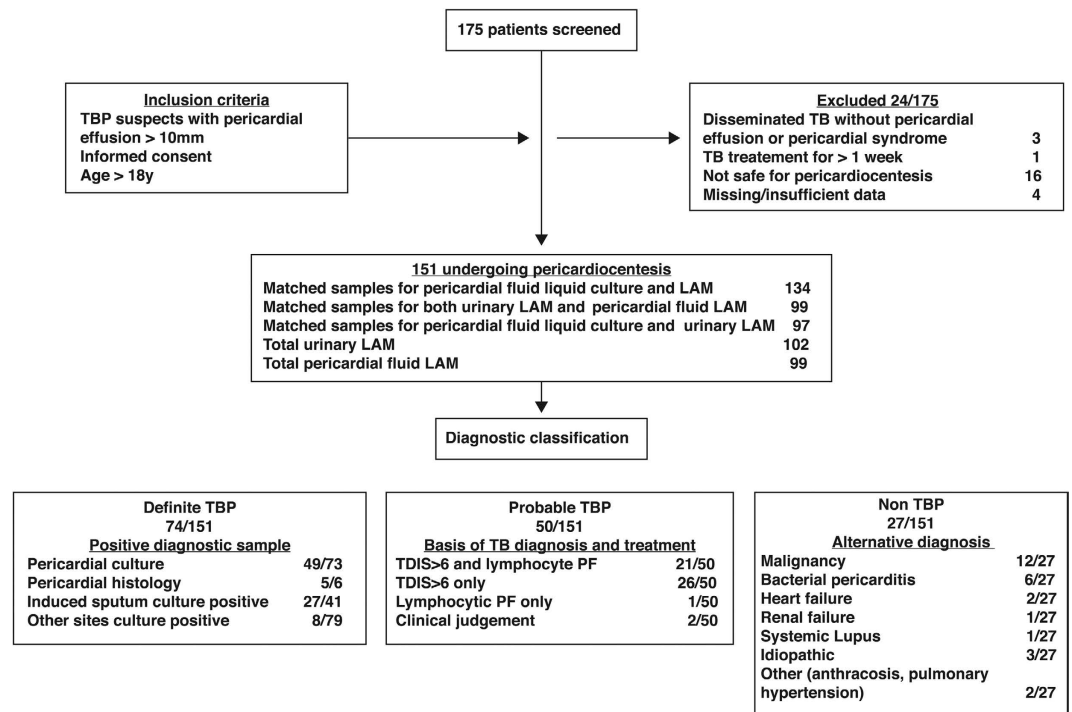 175 patients screened
Inclusion criteria
TBP suspects with pericardial
effusion > 10mm
Informed consent
Age > 18y
Excluded 24/175
Disseminated TB without pericardial
effusion or pericardial syndrome 3
TB treatement for > 1 week 1
Not safe for pericardiocentesis 16
Missing/insufficient data 4
151 undergoing pericardiocentesis
Matched samples for pericardial fluid liquid culture and LAM 134
Matched samples for both urinary LAM and pericardial fluid LAM 99
Matched samples for pericardial fluid liquid culture and urinary LAM 97
Total urinary LAM 102
Total pericardial fluid LAM 99
Diagnostic classification
Definite TBP
74/151
Positive diagnostic sample
Pericardial culture 49/73
Pericardial histology 5/6
Induced sputum culture positive 27/41
Other sites culture positive 8/79
Probable TBP
50/151
Basis of TB diagnosis and treatment
TDIS>6 and lymphocyte PF 21/50
TDIS>6 only 26/50
Lymphocytic PF only 1/50
Clinical judgement 2/50
Non TBP
27/151
Alternative diagnosis
Malignancy 12/27
Bacterial pericarditis 6/27
Heart failure 2/27
Renal failure 1/27
Systemic Lupus 1/27
Idiopathic 3/27
Other (anthracosis, pulmonary
hypertension) 2/27